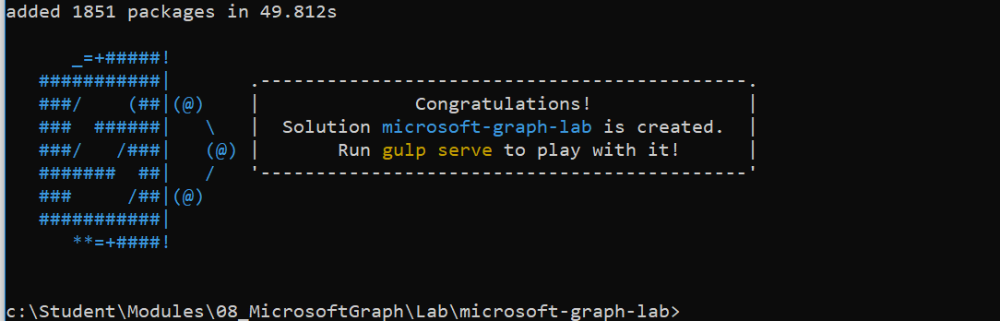 added 1851 packages in 49.812s
      _=+#####!
   ###########|       .--------------------------------------------.
   ###/    (##|(@)    |              Congratulations!              |
   ###  ######|   \   |  Solution microsoft-graph-lab is created.  |
   ###/   /###|   (@) |       Run gulp serve to play with it!      |
   #######  ##|   /   '--------------------------------------------'
   ###     /##|(@)
   ###########|
      **=+####!
c:\Student\Modules\08_MicrosoftGraph\Lab\microsoft-graph-lab>